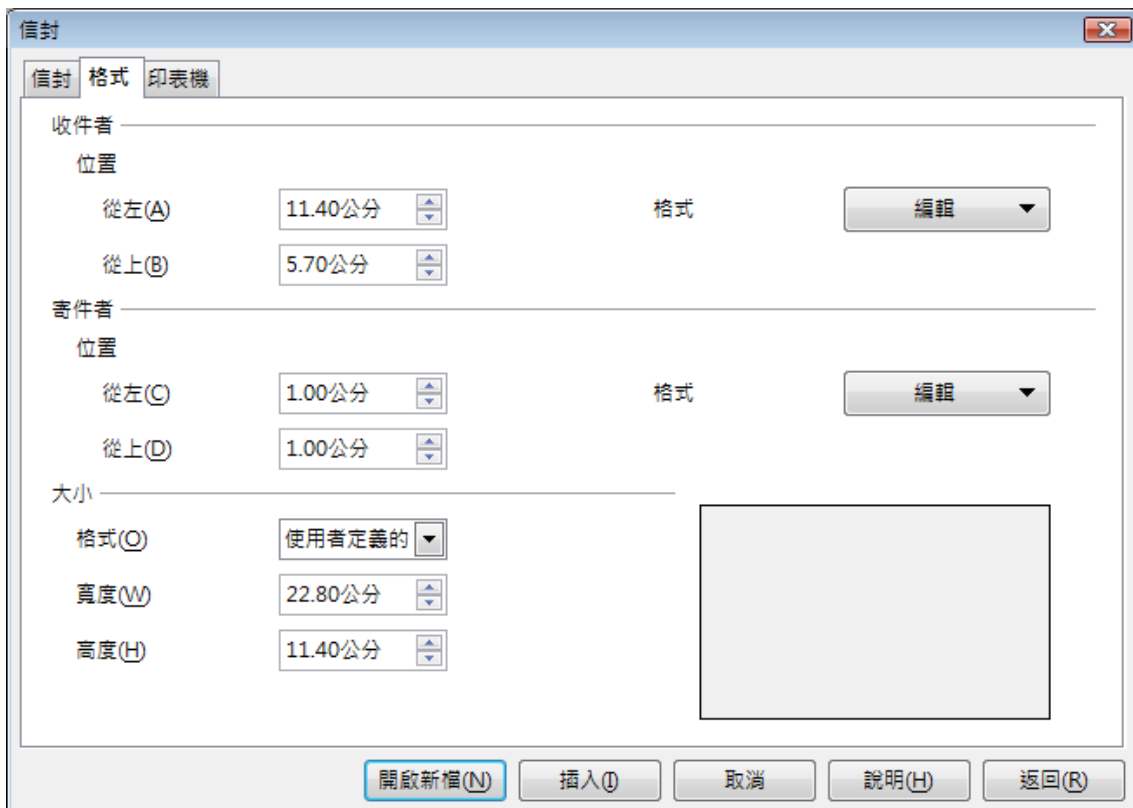 信封
信封 格式 印表機
收件者
位置
從左(A) 11.40公分 格式 編輯
從上(B) 5.70公分
寄件者
位置
從左(C) 1.00公分 格式 編輯
從上(D) 1.00公分
大小
格式(O) 使用者定義的
寬度(W) 22.80公分
高度(H) 11.40公分
開啟新檔(N) 插入(I) 取消 說明(H) 返回(R)